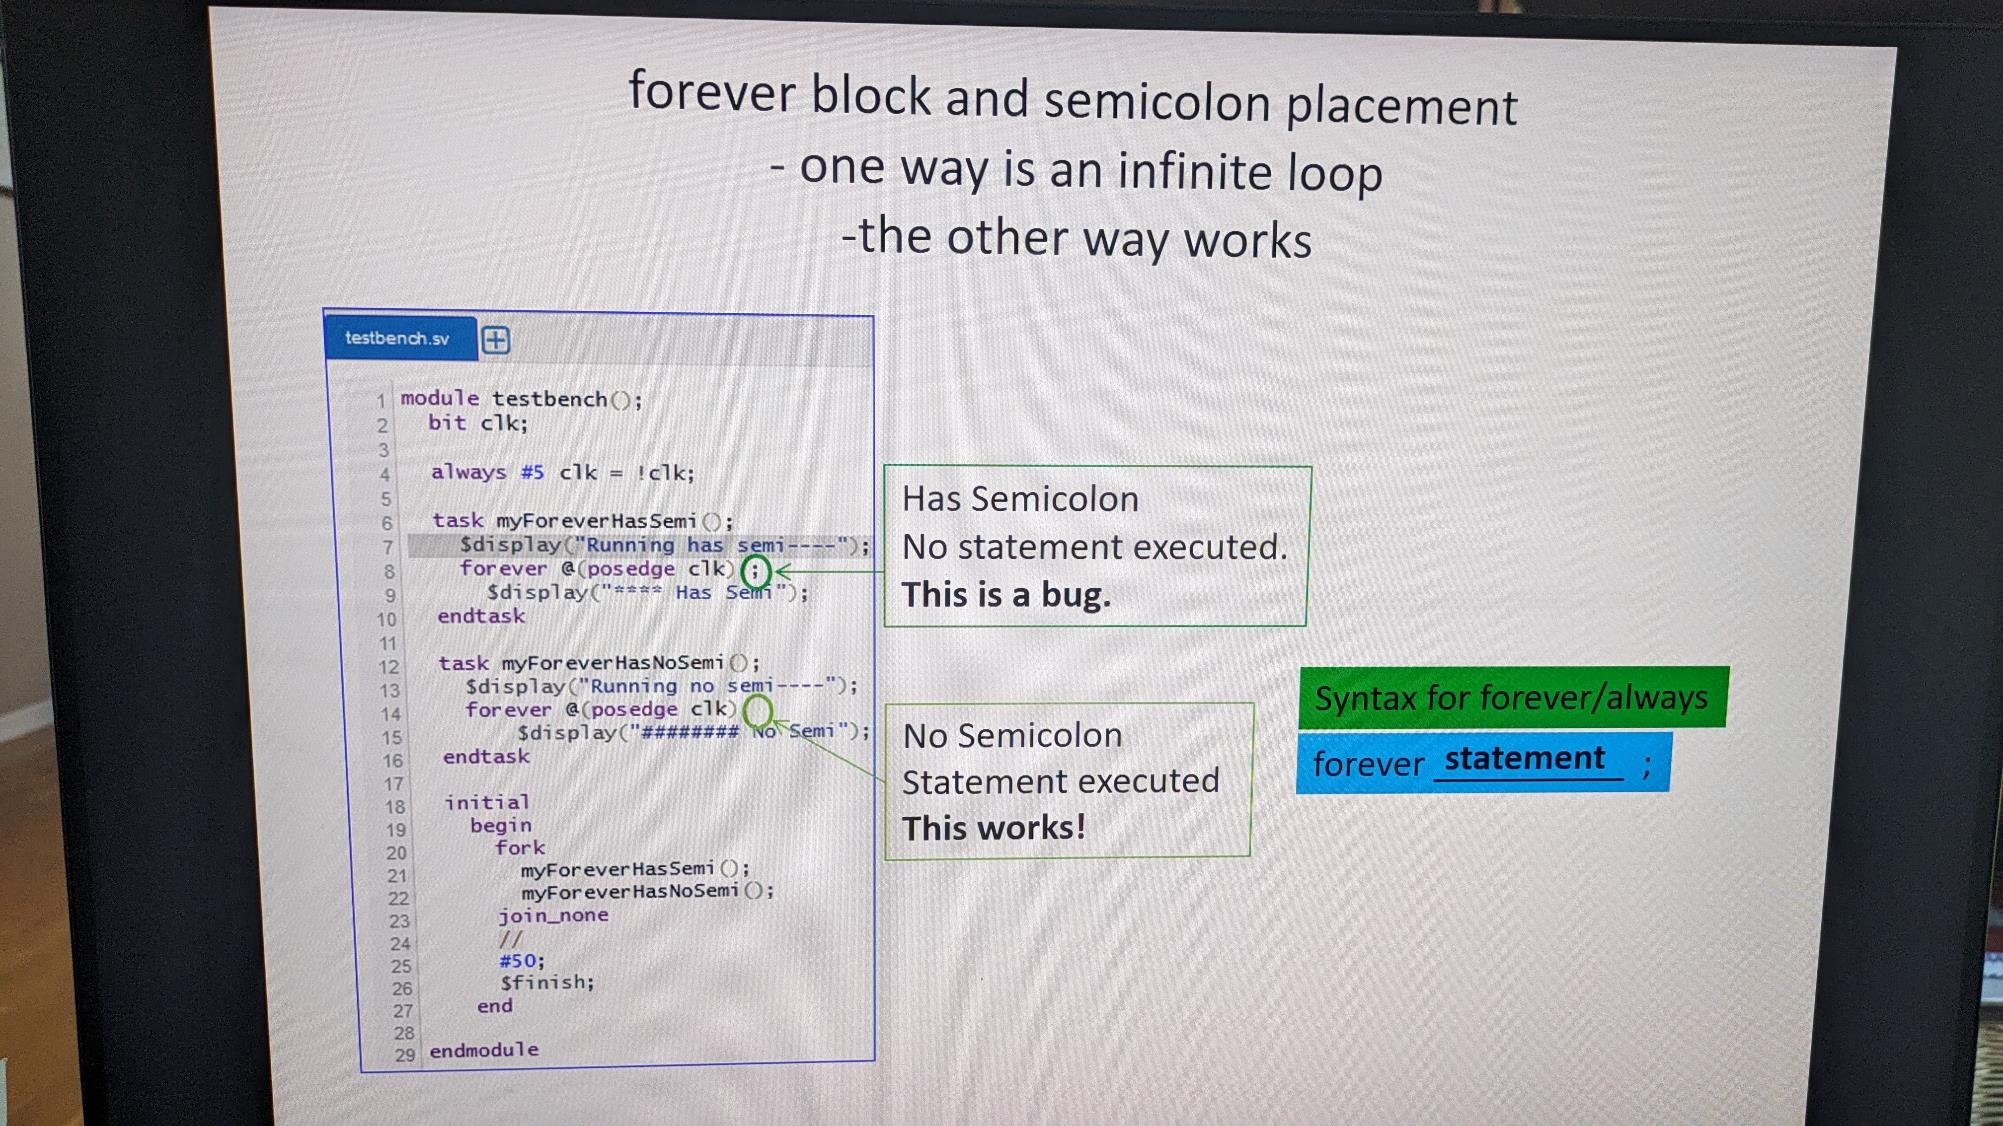 forever block and semicolon placement
- one way is an infinite loop
-the other way works
testbench.sv
1 module testbench();
2 bit clk;
3
4 always #5 clk = !clk;
5
6 task myForeverHasSemi();
7 $display("Running has semi----");
8 forever @(posedge clk) ;
9 $display("**** Has Semi");
10 endtask
11
12 task myForeverHasNoSemi();
13 $display("Running no semi----");
14 forever @(posedge clk)
15 $display("######## No Semi");
16 endtask
17
18 initial
19 begin
20 fork
21 myForeverHasSemi();
22 myForeverHasNoSemi();
23 join_none
24 //
25 #50;
26 $finish;
27 end
28
29 endmodule
Has Semicolon
No statement executed.
This is a bug.
No Semicolon
Statement executed
This works!
Syntax for forever/always
forever statement ;